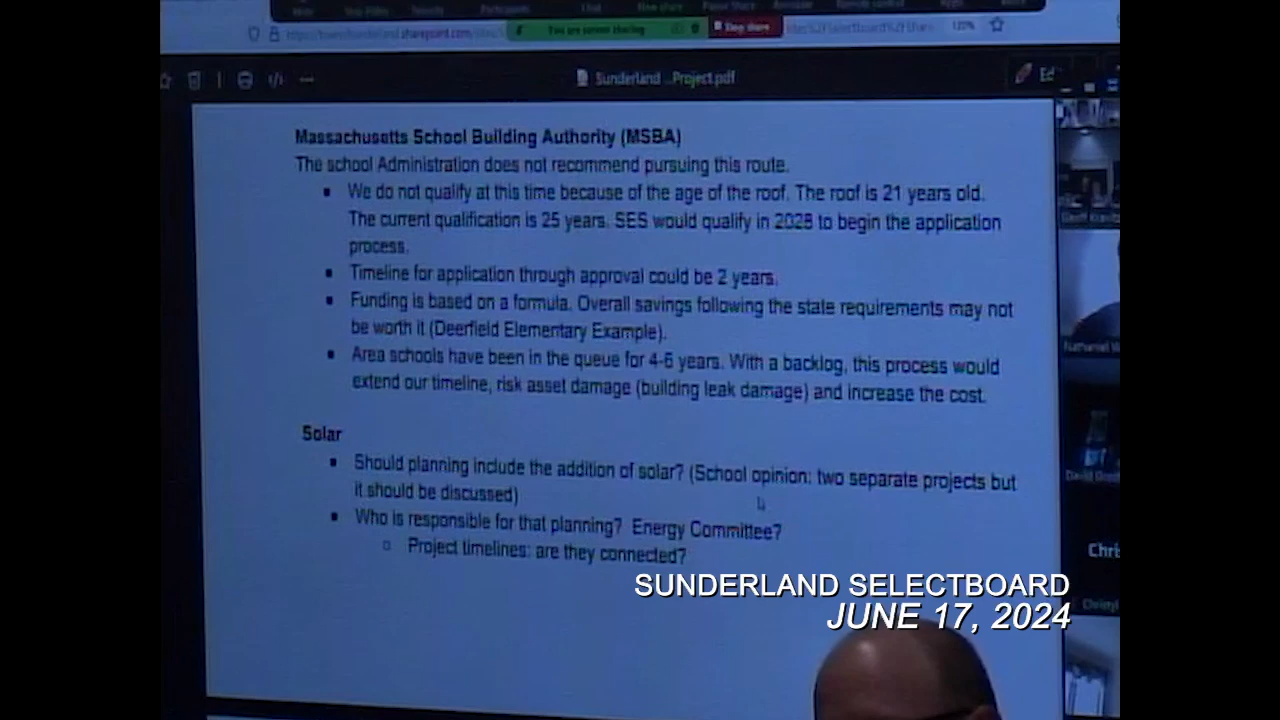 You are screen sharing
Stop share
120%
Sunderland ...Project.pdf
Massachusetts School Building Authority (MSBA)
The school Administration does not recommend pursuing this route.
We do not qualify at this time because of the age of the roof. The roof is 21 years old.
The current qualification is 25 years. SES would qualify in 2028 to begin the application
process.
Timeline for application through approval could be 2 years.
Funding is based on a formula. Overall savings following the state requirements may not
be worth it (Deerfield Elementary Example).
Area schools have been in the queue for 4-6 years. With a backlog, this process would
extend our timeline, risk asset damage (building leak damage) and increase the cost.
Solar
Should planning include the addition of solar? (School opinion: two separate projects but
it should be discussed)
Who is responsible for that planning? Energy Committee?
Project timelines: are they connected?
Chris
SUNDERLAND SELECTBOARD
JUNE 17, 2024